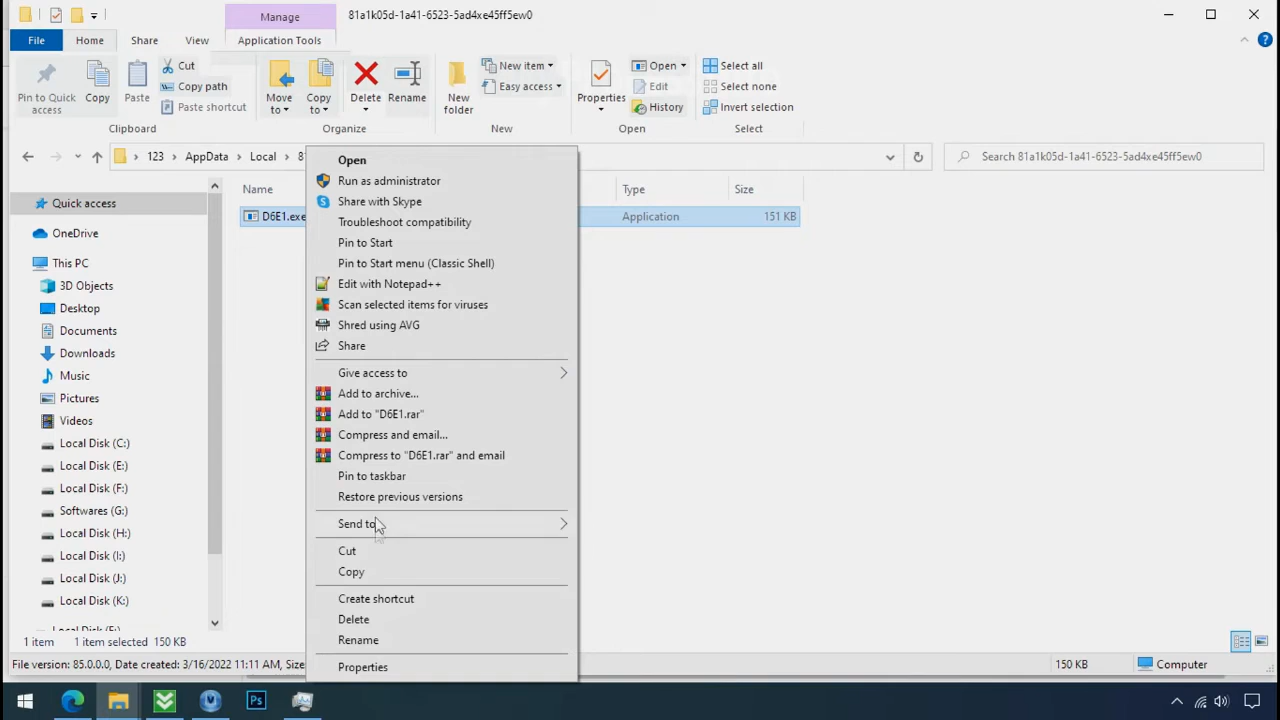 Manage
81a1k05d-1a41-6523-5ad4xe45ff5ew0
File
Home
Share
View
Application Tools
Pin to Quick access
Copy
Paste
Cut
Copy path
Paste shortcut
Move to
Copy to
Delete
Rename
New folder
New item
Easy access
Properties
Open
Edit
History
Select all
Select none
Invert selection
Clipboard
Organize
New
Open
Select
123
AppData
Local
Search 81a1k05d-1a41-6523-5ad4xe45ff5ew0
Name
Type
Size
D6E1.exe
Application
151 KB
Quick access
OneDrive
This PC
3D Objects
Desktop
Documents
Downloads
Music
Pictures
Videos
Local Disk (C:)
Local Disk (E:)
Local Disk (F:)
Softwares (G:)
Local Disk (H:)
Local Disk (I:)
Local Disk (J:)
Local Disk (K:)
Open
Run as administrator
Share with Skype
Troubleshoot compatibility
Pin to Start
Pin to Start menu (Classic Shell)
Edit with Notepad++
Scan selected items for viruses
Shred using AVG
Share
Give access to
Add to archive...
Add to "D6E1.rar"
Compress and email...
Compress to "D6E1.rar" and email
Pin to taskbar
Restore previous versions
Send to
Cut
Copy
Create shortcut
Delete
Rename
Properties
1 item
1 item selected 150 KB
File version: 85.0.0.0, Date created: 3/16/2022 11:11 AM, Size
150 KB
Computer
Ps